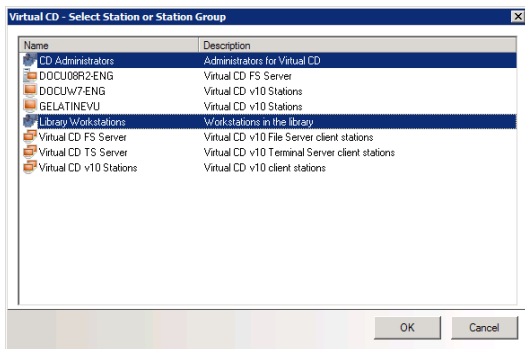 Virtual CD - Select Station or Station Group
Name Description
CD Administrators Administrators for Virtual CD
DOCU08R2-ENG Virtual CD FS Server
DOCUW7-ENG Virtual CD v10 Stations
GELATINEVU Virtual CD v10 Stations
Library Workstations Workstations in the library
Virtual CD FS Server Virtual CD v10 File Server client stations
Virtual CD TS Server Virtual CD v10 Terminal Server client stations
Virtual CD v10 Stations Virtual CD v10 client stations
OK Cancel